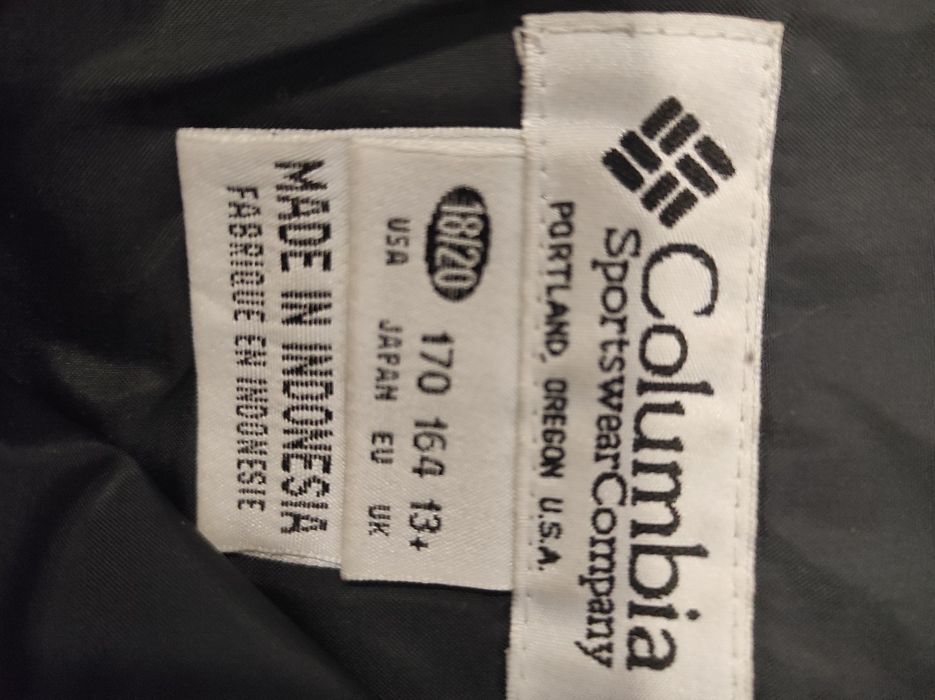 Columbia
SportswearCompany
PORTLAND, OREGON U.S.A.
18/20 170 164 13+
USA JAPAN EU UK
MADE IN INDONESIA
FABRIQUE EN INDONESIE